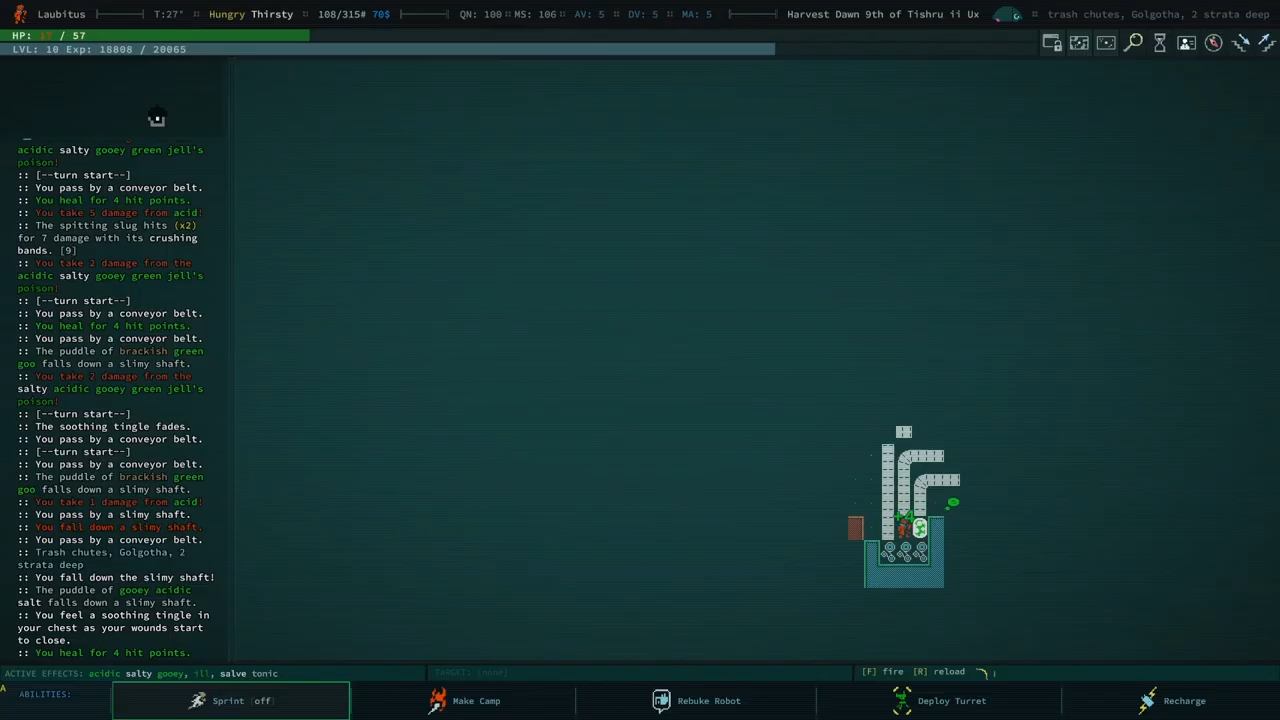 Laubitus :: T:27° :: Hungry Thirsty :: 108/315# 70$ QN: 100 :: MS: 106 :: AV: 5 :: DV: 5 :: MA: 5 :: Harvest Dawn 9th of Tishru ii Ux :: trash chutes, Golgotha, 2 strata deep
HP: 17 / 57
LVL: 10 Exp: 18808 / 20065
acidic salty gooey green jell's
poison!
:: [--turn start--]
:: You pass by a conveyor belt.
:: You heal for 4 hit points.
:: You take 5 damage from acid!
:: The spitting slug hits (x2)
for 7 damage with its crushing
bands. [9]
:: You take 2 damage from the
acidic salty gooey green jell's
poison!
:: [--turn start--]
:: You pass by a conveyor belt.
:: You heal for 4 hit points.
:: You pass by a conveyor belt.
:: The puddle of brackish green
goo falls down a slimy shaft.
:: You take 2 damage from the
salty acidic gooey green jell's
poison!
:: [--turn start--]
:: The soothing tingle fades.
:: You pass by a conveyor belt.
:: [--turn start--]
:: You pass by a conveyor belt.
:: The puddle of brackish green
goo falls down a slimy shaft.
:: You take 1 damage from acid!
:: You pass by a slimy shaft.
:: You fall down a slimy shaft.
:: You pass by a conveyor belt.
:: Trash chutes, Golgotha, 2
strata deep
:: You fall down the slimy shaft!
:: The puddle of gooey acidic
salt falls down a slimy shaft.
:: You feel a soothing tingle in
your chest as your wounds start
to close.
:: You heal for 4 hit points.
+4
ACTIVE EFFECTS: acidic salty gooey, ill, salve tonic
TARGET: (none)
[F] fire [R] reload
A ABILITIES:
Sprint [off]
Make Camp
Rebuke Robot
Deploy Turret
Recharge